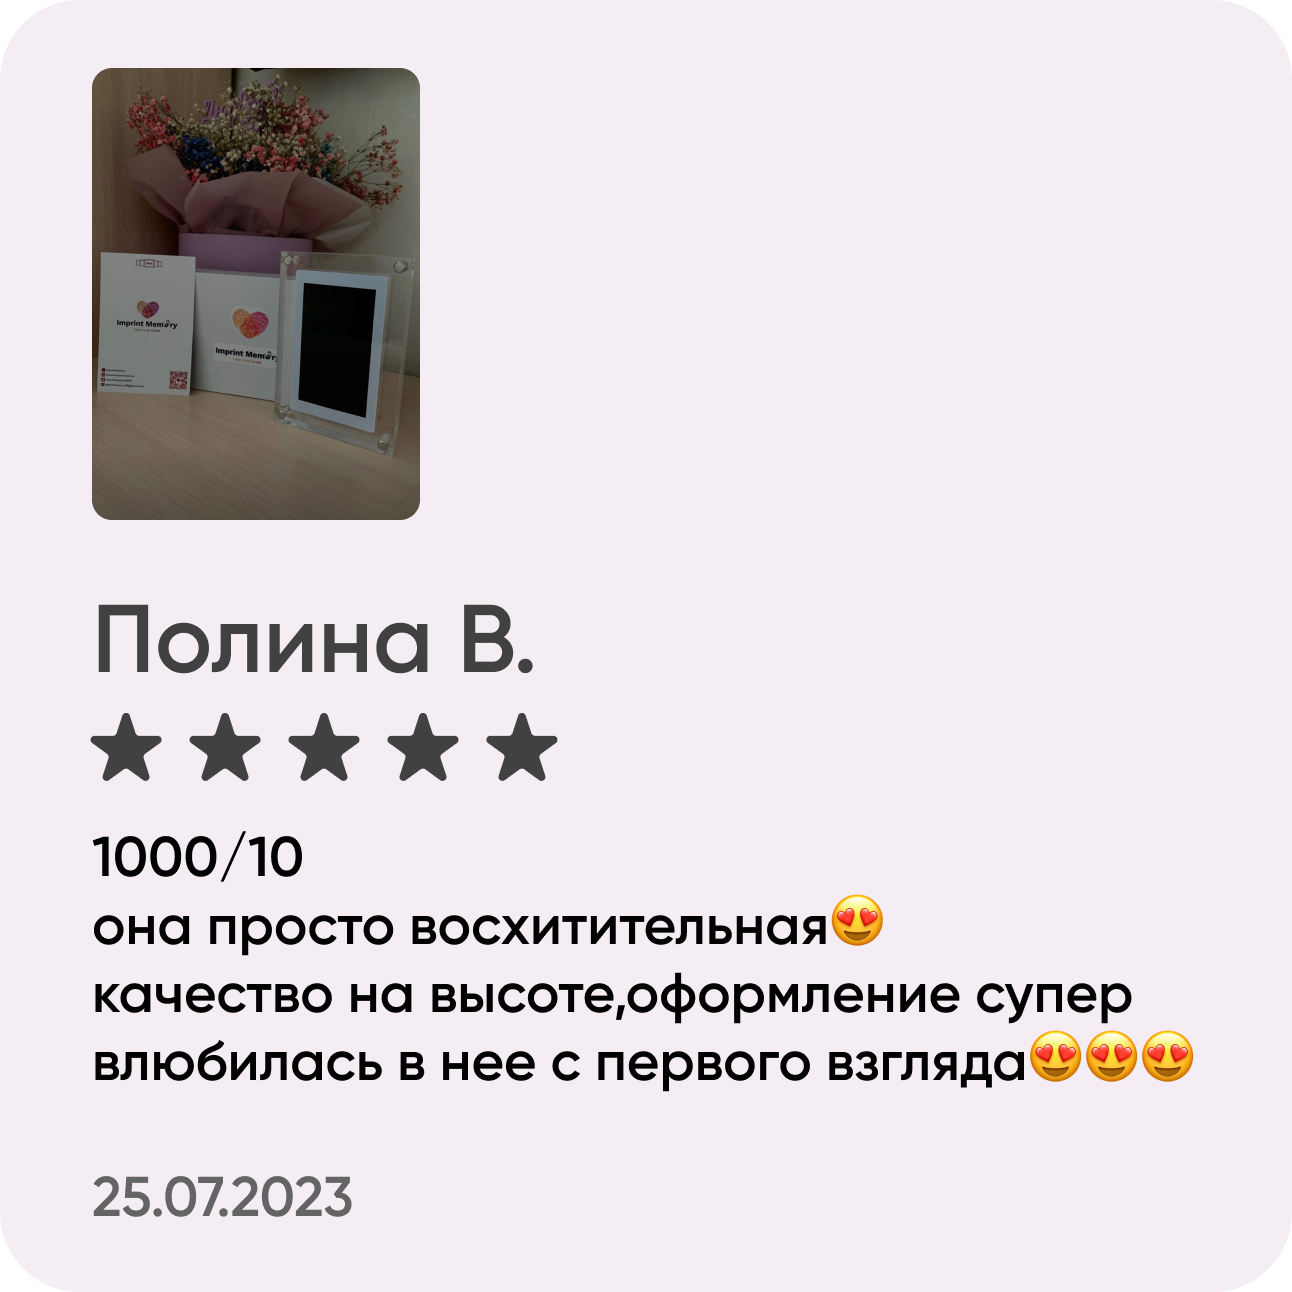 Imprint Memory
Imprint Memory
Полина В.
1000/10
она просто восхитительная😍
качество на высоте,оформление супер
влюбилась в нее с первого взгляда😍😍😍
25.07.2023